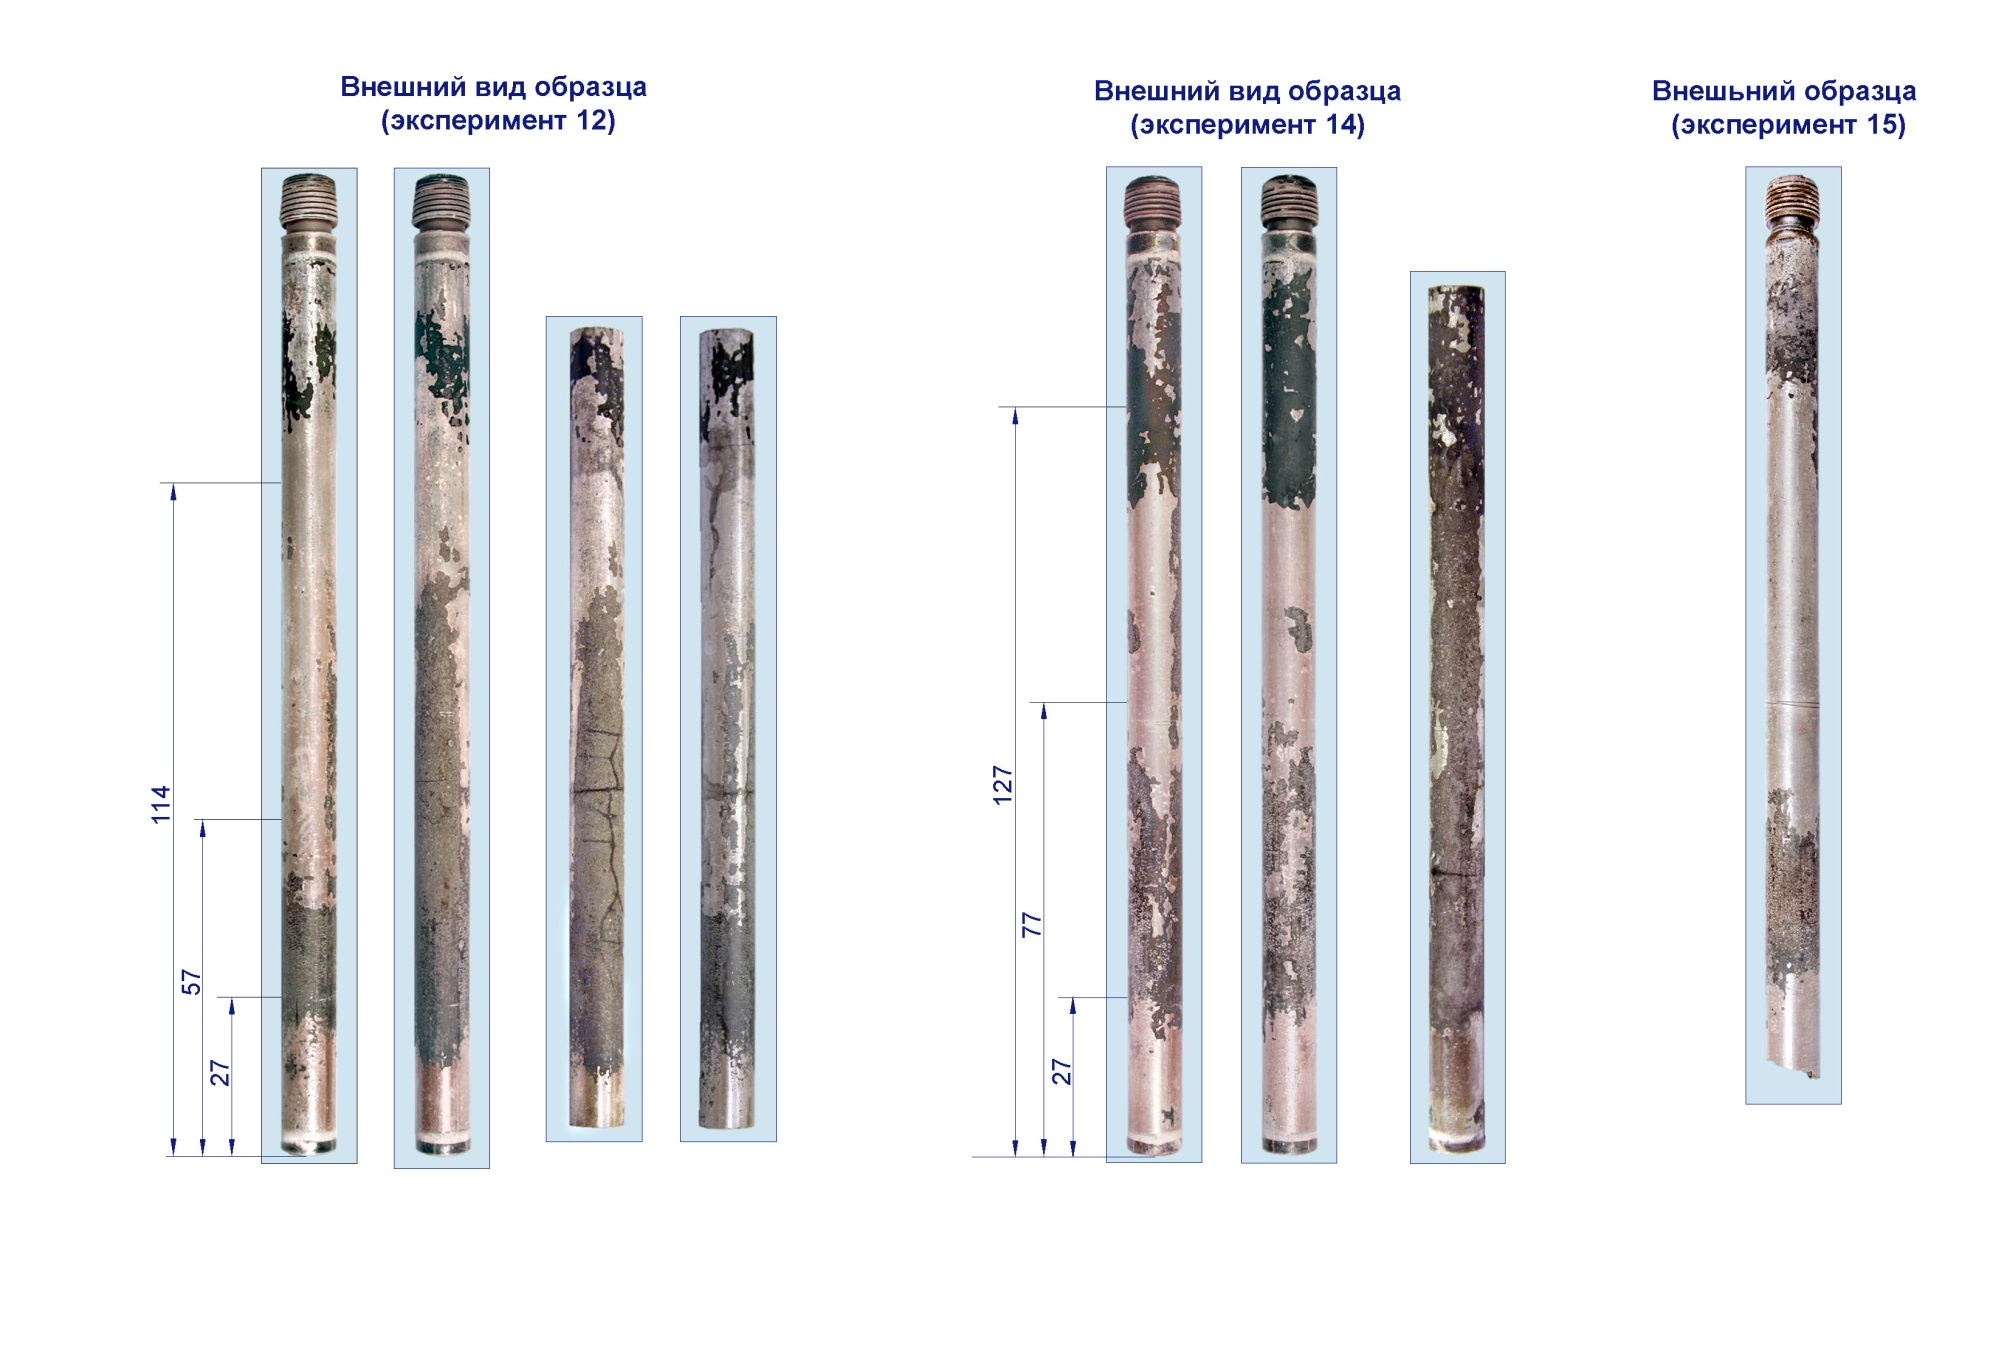 Внешний вид образца
(эксперимент 12)
Внешний вид образца
(эксперимент 14)
Внешьний образца
(эксперимент 15)
114
57
27
127
77
27